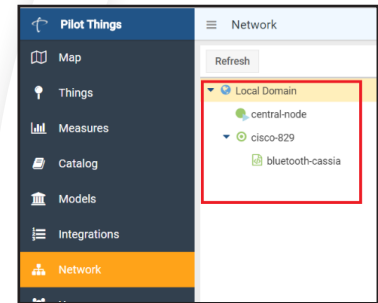 Pilot Things
Network
Map
Refresh
Things
Local Domain
central-node
Measures
cisco-829
Catalog
bluetooth-cassia
Models
Integrations
Network